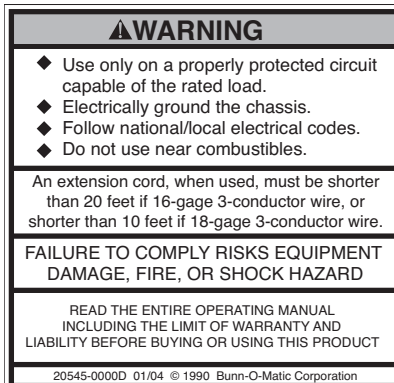 ⚠WARNING
◆ Use only on a properly protected circuit
capable of the rated load.
◆ Electrically ground the chassis.
◆ Follow national/local electrical codes.
◆ Do not use near combustibles.
An extension cord, when used, must be shorter
than 20 feet if 16-gage 3-conductor wire, or
shorter than 10 feet if 18-gage 3-conductor wire.
FAILURE TO COMPLY RISKS EQUIPMENT
DAMAGE, FIRE, OR SHOCK HAZARD
READ THE ENTIRE OPERATING MANUAL
INCLUDING THE LIMIT OF WARRANTY AND
LIABILITY BEFORE BUYING OR USING THIS PRODUCT
20545-0000D 01/04 © 1990 Bunn-O-Matic Corporation